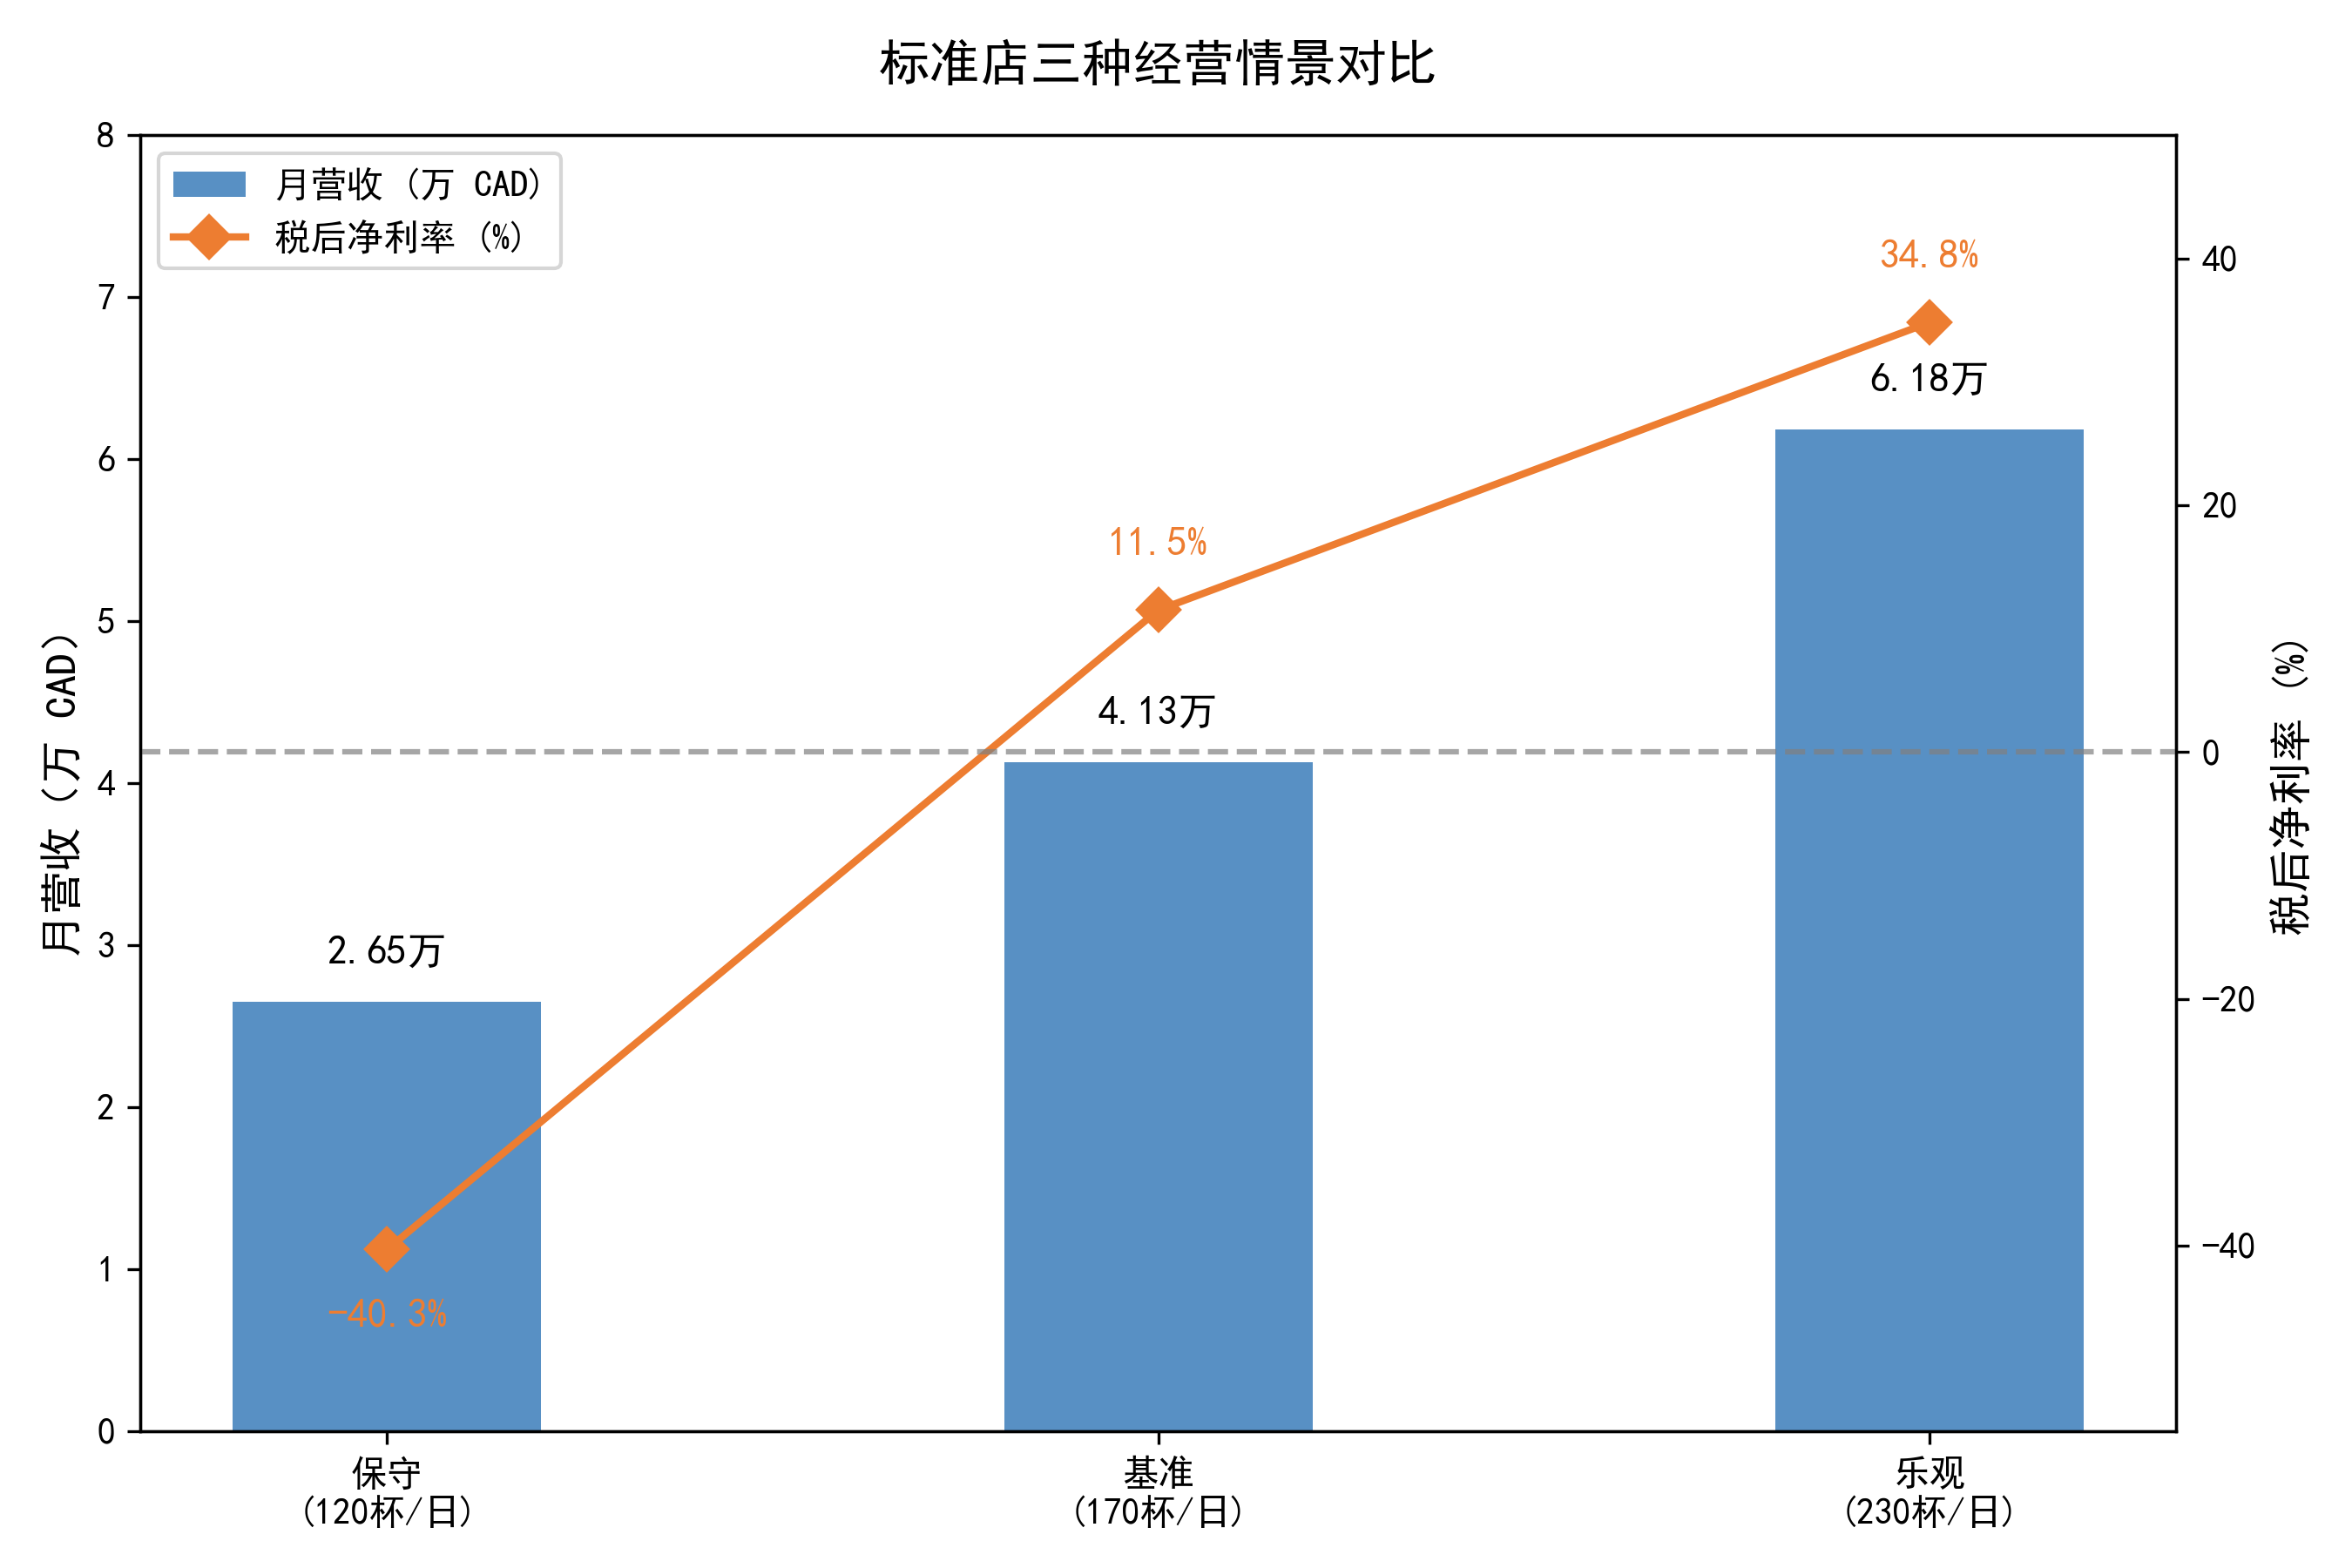 标准店三种经营情景对比
月营收（万 CAD）
税后净利率（%）
8
7
6
5
4
3
2
1
0
月营收（万 CAD）
40
20
0
−20
−40
税后净利率（%）
34.8%
6.18万
11.5%
4.13万
2.65万
−40.3%
保守
（120杯/日）
基准
（170杯/日）
乐观
（230杯/日）